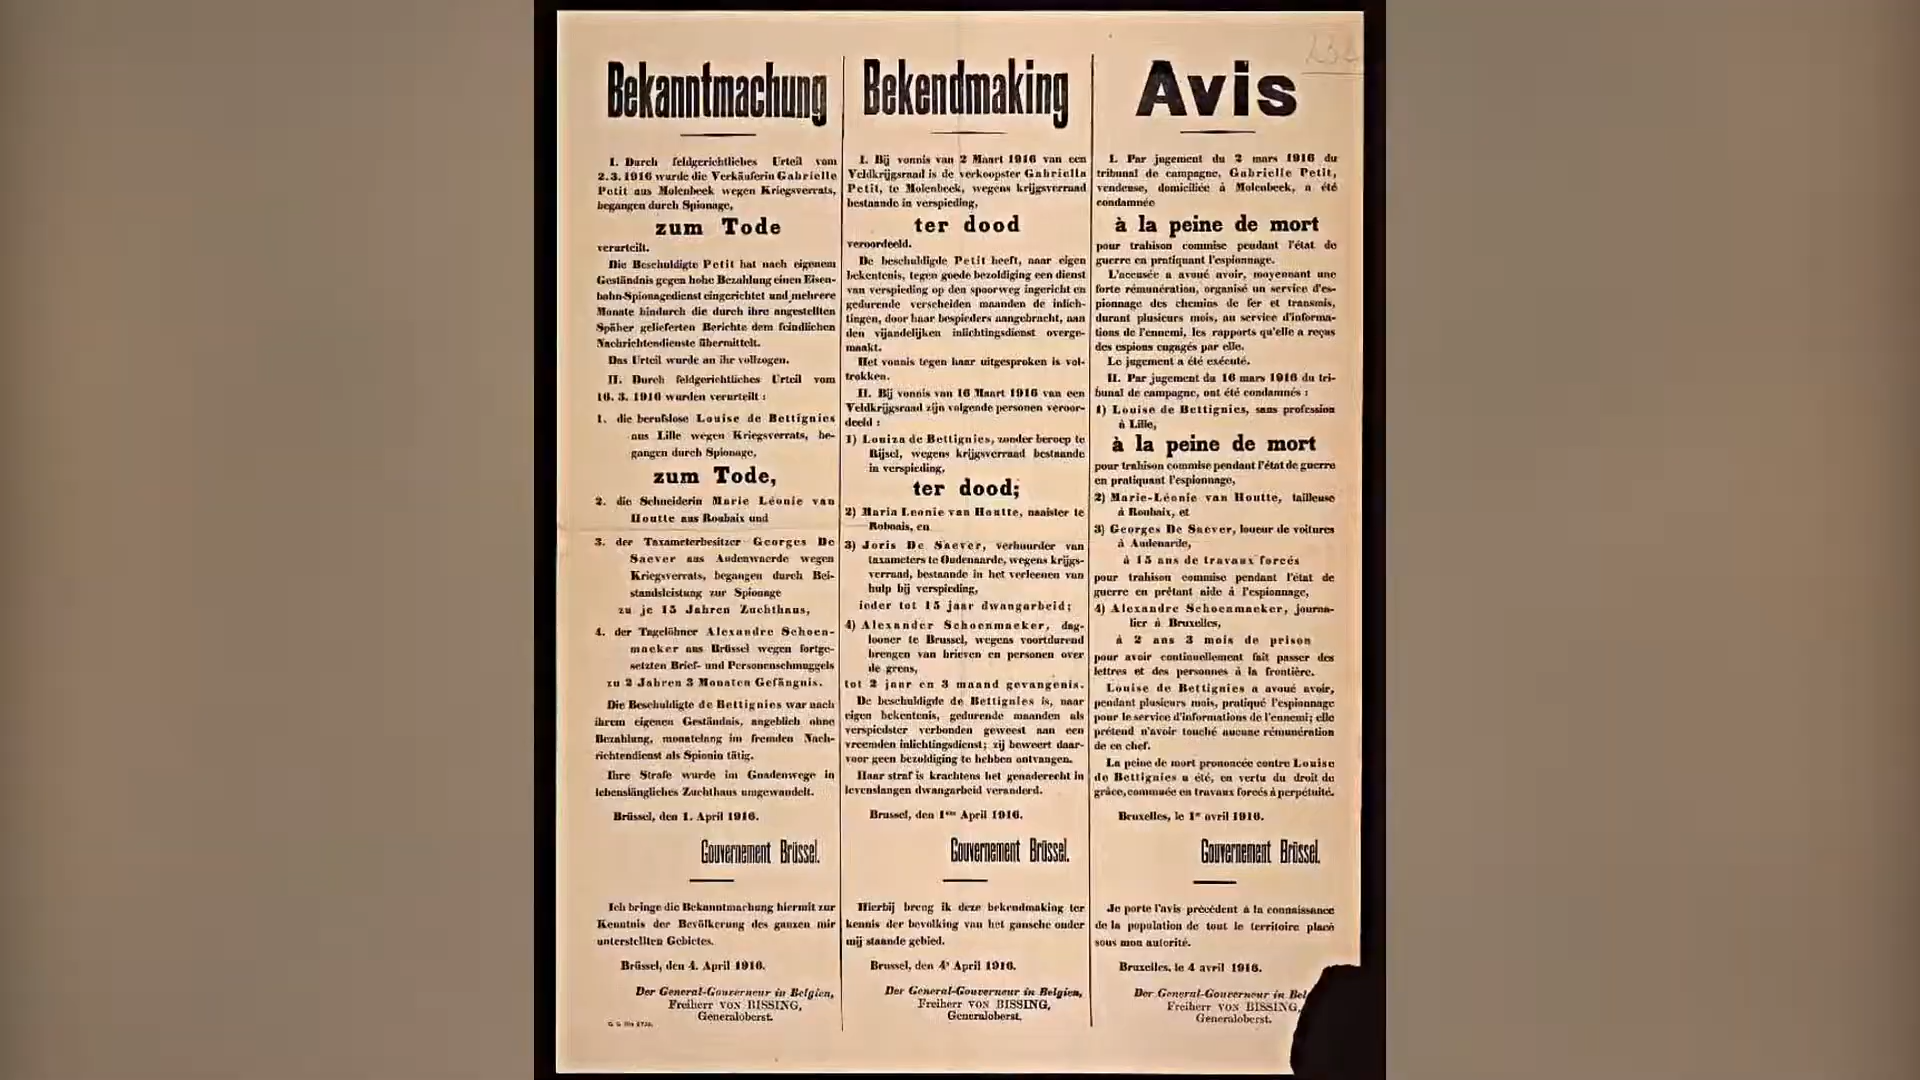 Bekanntmachung
I. Durch feldgerichtliches Urteil vom
2. 3. 1916 wurde die Verkäuferin Gabrielle
Petit aus Molenbeek wegen Kriegsverrats,
begangen durch Spionage,
zum Tode
verurteilt.
Die Beschuldigte Petit hat nach eigenem
Geständnis gegen hohe Bezahlung einen Eisen-
bahn-Spionagedienst eingerichtet und mehrere
Monate hindurch die durch ihre angestellten
Späher gelieferten Berichte dem feindlichen
Nachrichtendienste übermittelt.
Das Urteil wurde an ihr vollzogen.
II. Durch feldgerichtliches Urteil vom
16. 3. 1916 wurden verurteilt :
1. die berufslose Louise de Bettignies
aus Lille wegen Kriegsverrats, be-
gangen durch Spionage,
zum Tode,
2. die Schneiderin Marie Léonie van
Houtte aus Roubaix und
3. der Taxameterbesitzer Georges De
Saever aus Audenwaerde wegen
Kriegsverrats, begangen durch Bei-
standsleistung zur Spionage
zu je 15 Jahren Zuchthaus,
4. der Tagelöhner Alexandre Schoen-
maeker aus Brüssel wegen fortge-
setzten Brief- und Personenschmuggels
zu 2 Jahren 3 Monaten Gefängnis.
Die Beschuldigte de Bettignies war nach
ihrem eigenen Geständnis, angeblich ohne
Bezahlung, monatelang im fremden Nach-
richtendienst als Spionin tätig.
Ihre Strafe wurde im Gnadenwege in
lebenslängliches Zuchthaus umgewandelt.
Brüssel, den 1. April 1916.
Gouvernement Brüssel.
Ich bringe die Bekanntmachung hiermit zur
Kenntnis der Bevölkerung des ganzen mir
unterstellten Gebietes.
Brüssel, den 4. April 1916.
Der General-Gouverneur in Belgien,
Freiherr VON BISSING,
Generaloberst.
Bekendmaking
I. Bij vonnis van 2 Maart 1916 van een
Veldkrijgsraad is de verkoopster Gabriella
Petit, te Molenbeek, wegens krijgsverraad
bestaande in verspieding,
ter dood
veroordeeld.
De beschuldigde Petit heeft, naar eigen
bekentenis, tegen goede bezoldiging een dienst
van verspieding op den spoorweg ingericht en
gedurende verscheiden maanden de inlich-
tingen, door haar bespieders aangebracht, aan
den vijandelijken inlichtingsdienst overge-
maakt.
Het vonnis tegen haar uitgesproken is vol-
trokken.
II. Bij vonnis van 16 Maart 1916 van een
Veldkrijgsraad zijn volgende personen veroor-
deeld :
1) Louiza de Bettignies, zonder beroep te
Rijsel, wegens krijgsverraad bestaande
in verspieding,
ter dood;
2) Maria Leonie van Houtte, naaister te
Robaais, en
3) Joris De Saever, verhuurder van
taxameters te Oudenaarde, wegens krijgs-
verraad, bestaande in het verleenen van
hulp bij verspieding,
ieder tot 15 jaar dwangarbeid;
4) Alexander Schoenmaeker, dag-
looner te Brussel, wegens voortdurend
brengen van brieven en personen over
de grens,
tot 2 jaar en 3 maand gevangenis.
De beschuldigde de Bettignies is, naar
eigen bekentenis, gedurende maanden als
verspiedster verbonden geweest aan een
vreemden inlichtingsdienst; zij beweert daar-
voor geen bezoldiging te hebben ontvangen.
Haar straf is krachtens het genaderecht in
levenslangen dwangarbeid veranderd.
Brussel, den 1en April 1916.
Gouvernement Brüssel.
Hierbij breng ik deze bekendmaking ter
kennis der bevolking van het gansche onder
mij staande gebied.
Brussel, den 4n April 1916.
Der General-Gouverneur in Belgien,
Freiherr VON BISSING,
Generaloberst.
Avis
I. Par jugement du 2 mars 1916 du
tribunal de campagne, Gabrielle Petit,
vendeuse, domiciliée à Molenbeek, a été
condamnée
à la peine de mort
pour trahison commise pendant l'état de
guerre en pratiquant l'espionnage.
L'accusée a avoué avoir, moyennant une
forte rémunération, organisé un service d'es-
pionnage des chemins de fer et transmis,
durant plusieurs mois, au service d'informa-
tions de l'ennemi, les rapports qu'elle a reçus
des espions engagés par elle.
Le jugement a été exécuté.
II. Par jugement du 16 mars 1916 du tri-
bunal de campagne, ont été condamnés :
1) Louise de Bettignies, sans profession
à Lille,
à la peine de mort
pour trahison commise pendant l'état de guerre
en pratiquant l'espionnage,
2) Marie-Léonie van Houtte, tailleuse
à Roubaix, et
3) Georges De Saever, loueur de voitures
à Audenarde,
à 15 ans de travaux forcés
pour trahison commise pendant l'état de
guerre en prêtant aide à l'espionnage,
4) Alexandre Schoenmaeker, journa-
lier à Bruxelles,
à 2 ans 3 mois de prison
pour avoir continuellement fait passer des
lettres et des personnes à la frontière.
Louise de Bettignies a avoué avoir,
pendant plusieurs mois, pratiqué l'espionnage
pour le service d'informations de l'ennemi; elle
prétend n'avoir touché aucune rémunération
de ce chef.
La peine de mort prononcée contre Louise
de Bettignies a été, en vertu du droit de
grâce, commuée en travaux forcés à perpétuité.
Bruxelles, le 1er avril 1916.
Gouvernement Brüssel.
Je porte l'avis précédent à la connaissance
de la population de tout le territoire placé
sous mon autorité.
Bruxelles, le 4 avril 1916.
Der General-Gouverneur in Bel
Freiherr VON BISSING,
Generaloberst.